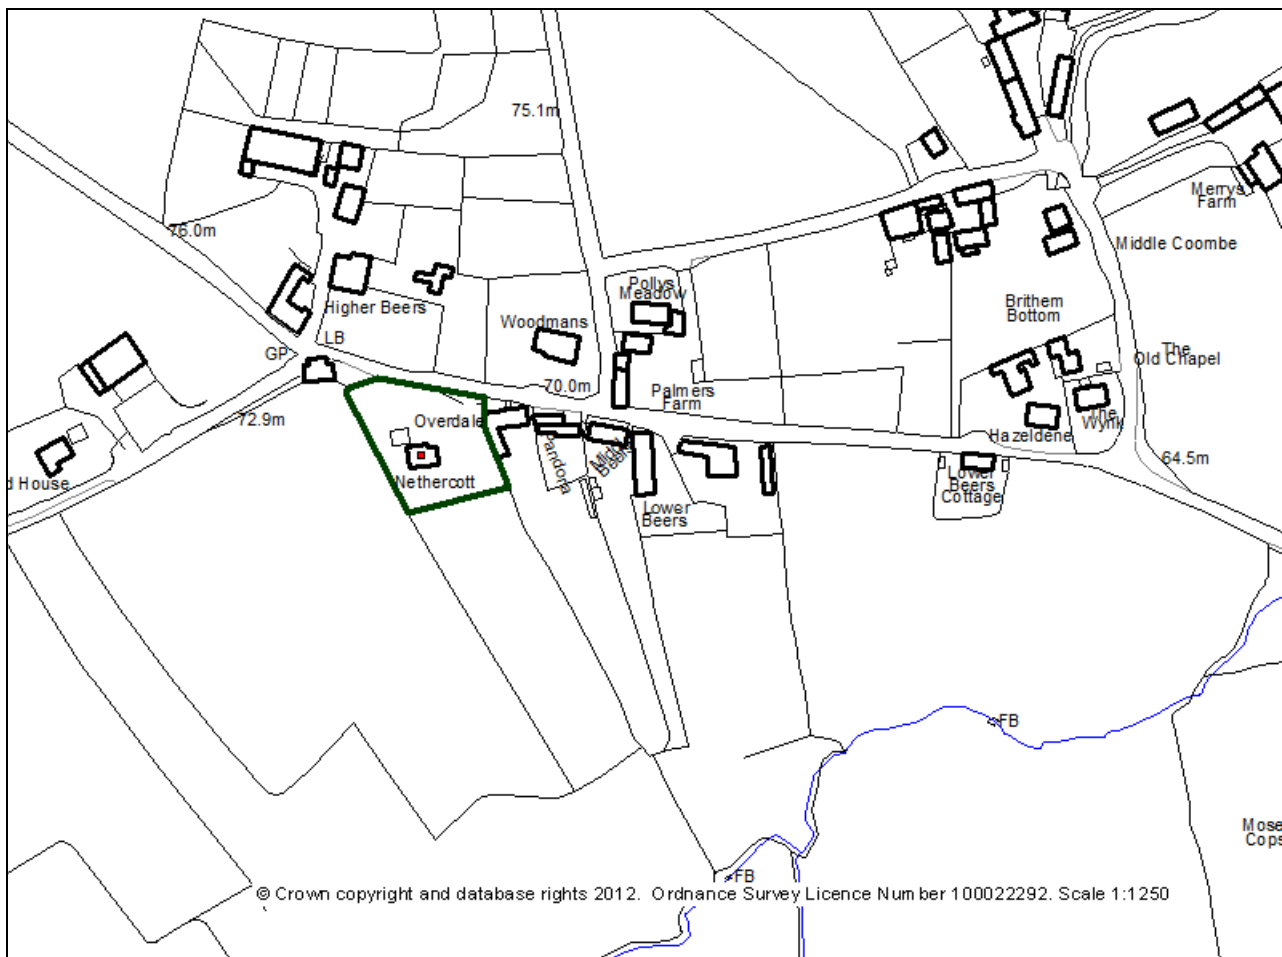 75.1m
Merrys
Farm
76.0m
Middle Coombe
Pollys
Meadow
Brithem
Bottom
Higher Beers
Woodmans
LB
GP
The
Old Chapel
70.0m
Palmers
Farm
72.9m
Overdale
The
Wynk
Hazeldene
Pandora
64.5m
d House
Nethercott
Lower
Beers
Cottage
Lower
Beers
FB
Mose
Cops
FB
© Crown copyright and database rights 2012. Ordnance Survey Licence Number 100022292. Scale 1:1250